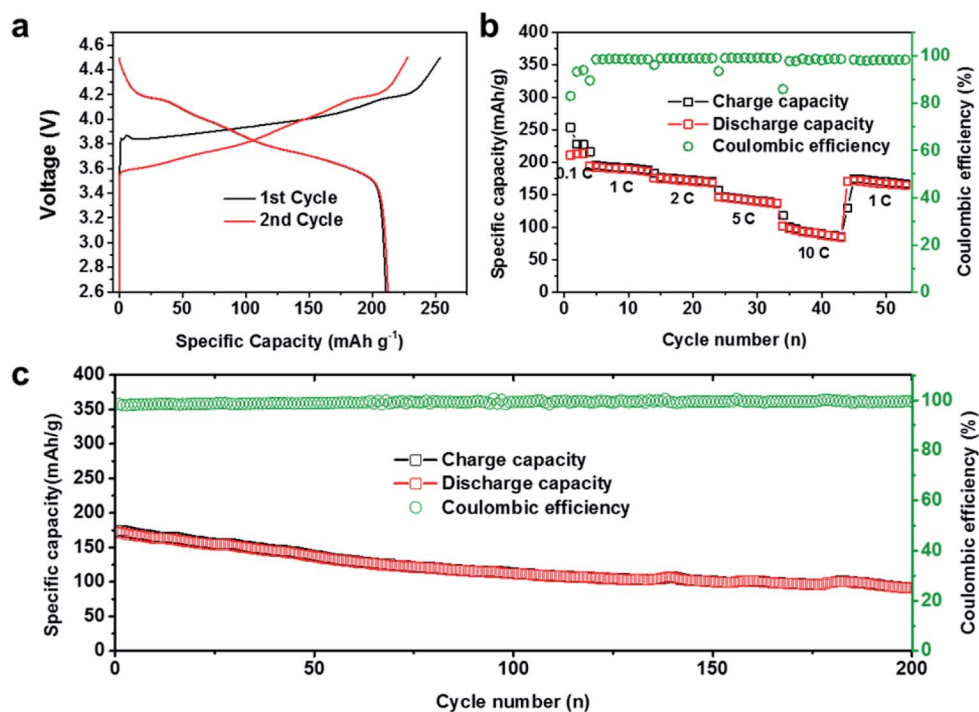 a
4.6
4.4
4.2
4.0
3.8
3.6
3.4
3.2
3.0
2.8
2.6
Voltage (V)
1st Cycle
2nd Cycle
0
50
100
150
200
250
Specific Capacity (mAh g-1)
b
400
350
300
250
200
150
100
50
0
Specific capacity(mAh/g)
Charge capacity
Discharge capacity
Coulombic efficiency
0.1 C
1 C
2 C
5 C
10 C
1 C
100
80
60
40
20
0
Coulombic efficiency (%)
0
10
20
30
40
50
Cycle number (n)
c
400
350
300
250
200
150
100
50
0
Specific capacity(mAh/g)
Charge capacity
Discharge capacity
Coulombic efficiency
100
80
60
40
20
0
Coulombic efficiency (%)
0
50
100
150
200
Cycle number (n)